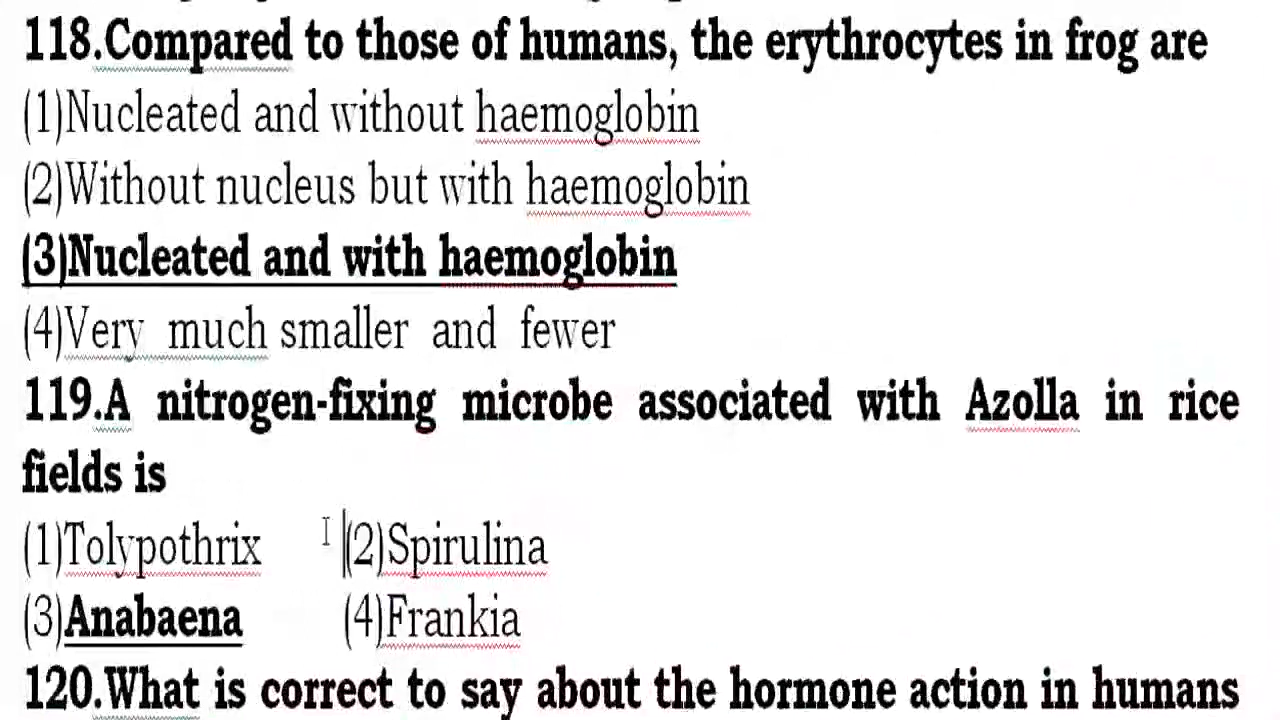 118.Compared to those of humans, the erythrocytes in frog are
(1)Nucleated and without haemoglobin
(2)Without nucleus but with haemoglobin
(3)Nucleated and with haemoglobin
(4)Very much smaller and fewer
119.A nitrogen-fixing microbe associated with Azolla in rice
fields is
(1)Tolypothrix (2)Spirulina
(3)Anabaena (4)Frankia
120.What is correct to say about the hormone action in humans